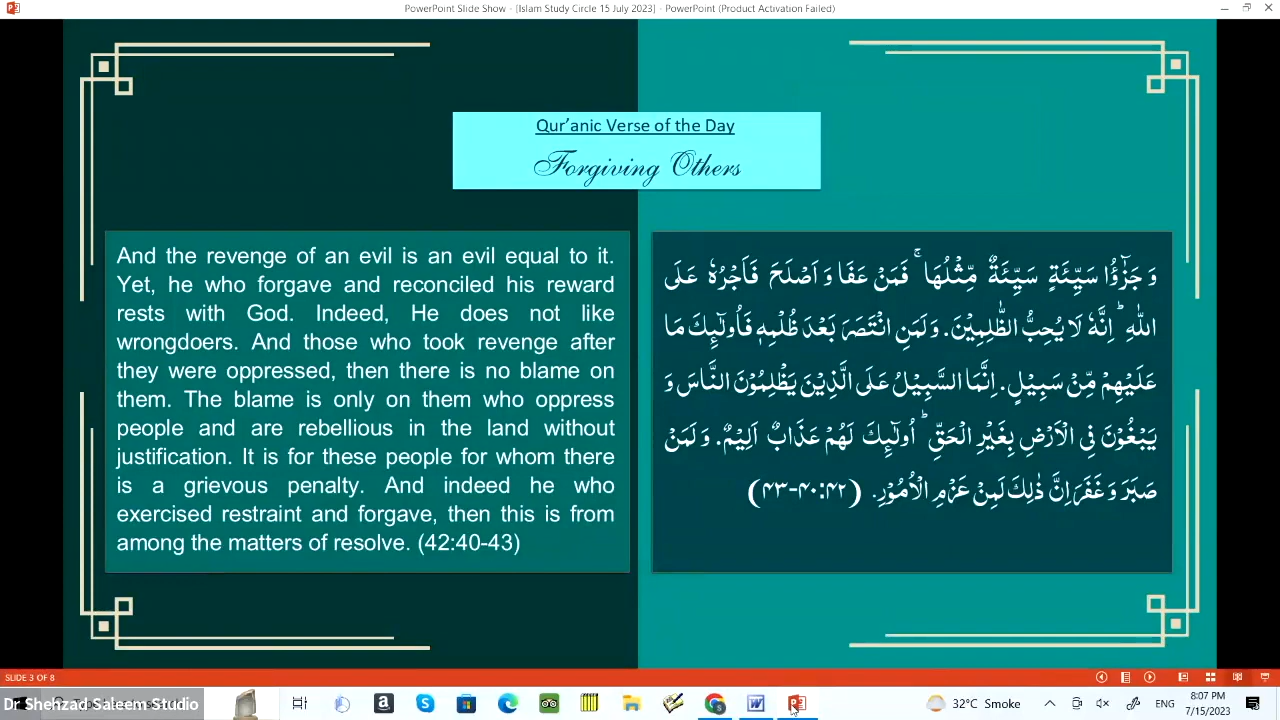 PowerPoint Slide Show - [Islam Study Circle 15 July 2023] - PowerPoint (Product Activation Failed)
Qur’anic Verse of the Day
Forgiving Others
And the revenge of an evil is an evil equal to it.
Yet, he who forgave and reconciled his reward
rests with God. Indeed, He does not like
wrongdoers. And those who took revenge after
they were oppressed, then there is no blame on
them. The blame is only on them who oppress
people and are rebellious in the land without
justification. It is for these people for whom there
is a grievous penalty. And indeed he who
exercised restraint and forgave, then this is from
among the matters of resolve. (42:40-43)
وَ جَزٰٓؤُا سَیِّئَةٍ سَیِّئَةٌ مِّثْلُهَا ۚ فَمَنْ عَفَا وَ اَصْلَحَ فَاَجْرُهٗ عَلَی
اللّٰهِ ؕ اِنَّهٗ لَا یُحِبُّ الظّٰلِمِیْنَ. وَ لَمَنِ انْتَصَرَ بَعْدَ ظُلْمِهٖ فَاُولٰٓئِكَ مَا
عَلَیْهِمْ مِّنْ سَبِیْلٍ. اِنَّمَا السَّبِیْلُ عَلَی الَّذِیْنَ یَظْلِمُوْنَ النَّاسَ وَ
یَبْغُوْنَ فِی الْاَرْضِ بِغَیْرِ الْحَقِّ ؕ اُولٰٓئِكَ لَهُمْ عَذَابٌ اَلِیْمٌ. وَ لَمَنْ
صَبَرَ وَ غَفَرَ اِنَّ ذٰلِكَ لَمِنْ عَزْمِ الْاُمُوْرِ. (۴۲:۴۰-۴۳)
SLIDE 3 OF 8
Dr Shehzad Saleem Studio
32°C Smoke
ENG
8:07 PM
7/15/2023